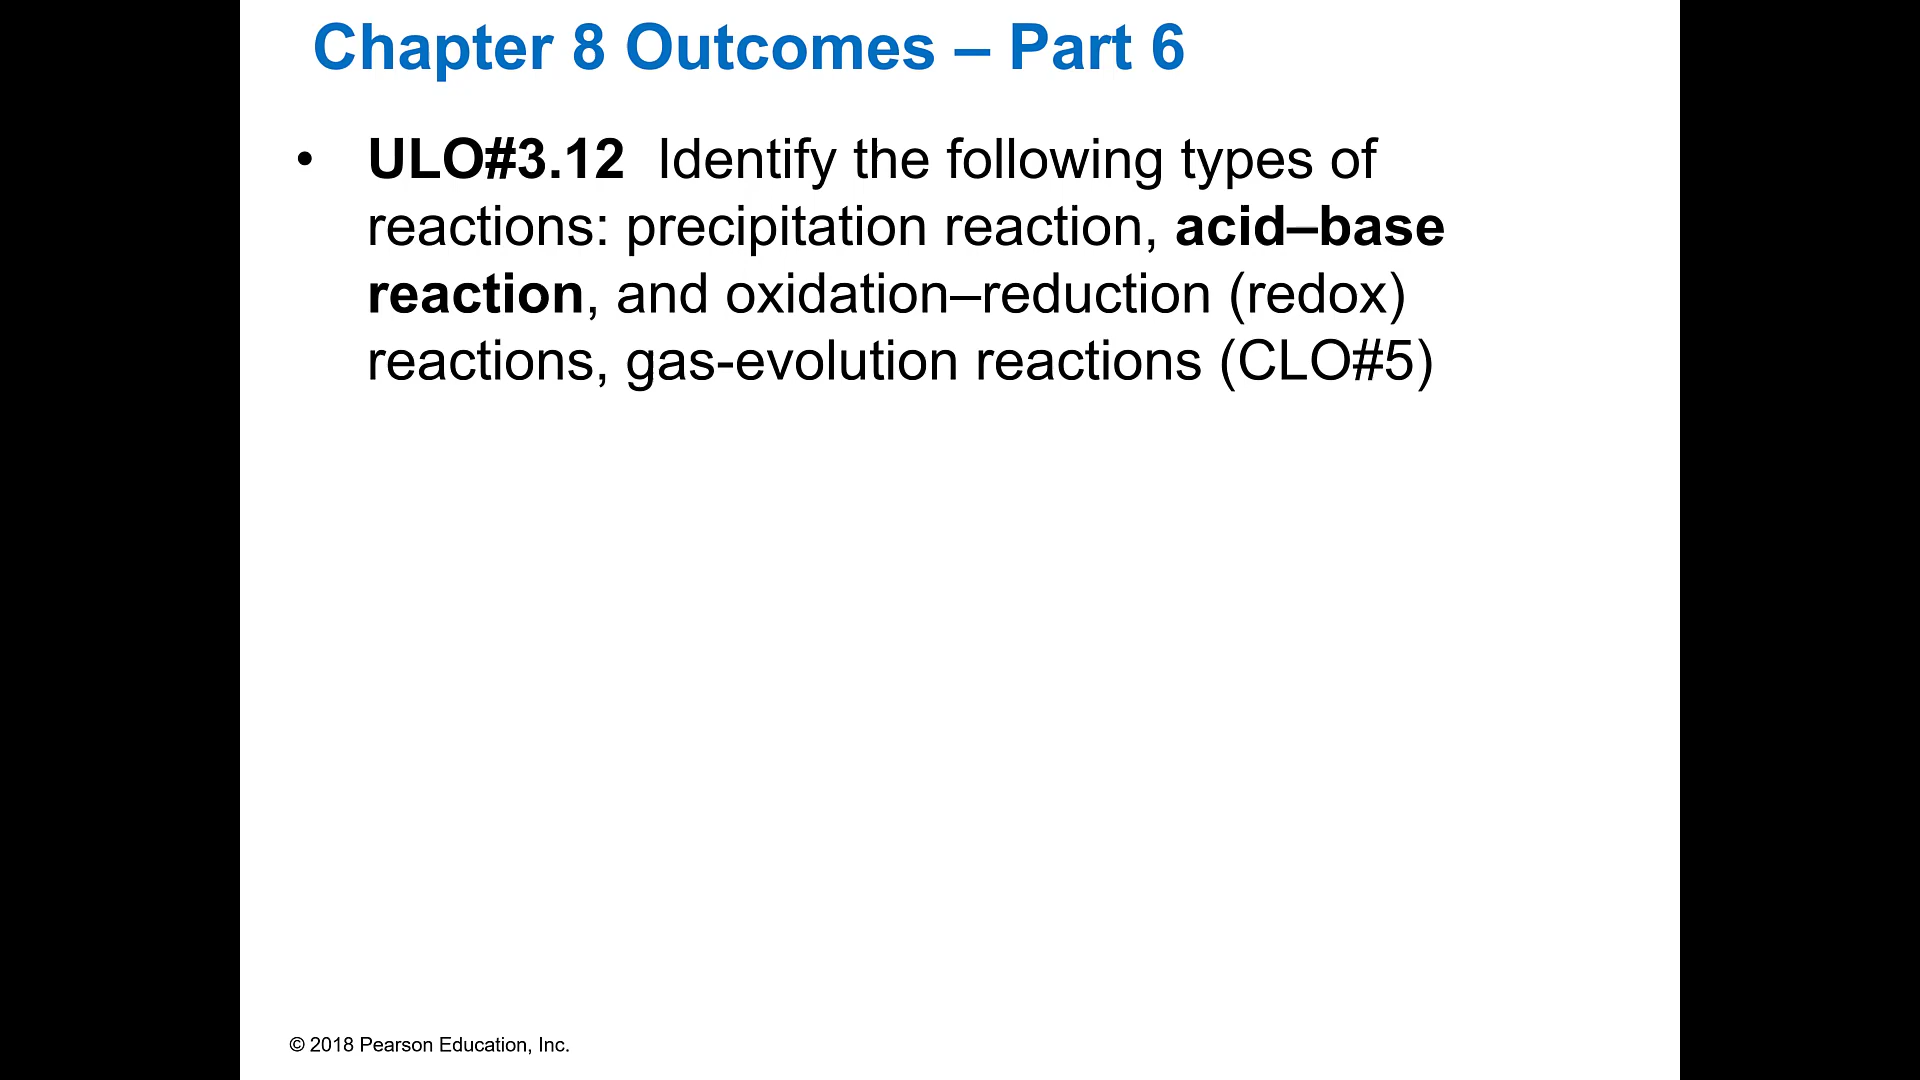 Chapter 8 Outcomes – Part 6
• ULO#3.12 Identify the following types of
reactions: precipitation reaction, acid–base
reaction, and oxidation–reduction (redox)
reactions, gas-evolution reactions (CLO#5)
© 2018 Pearson Education, Inc.